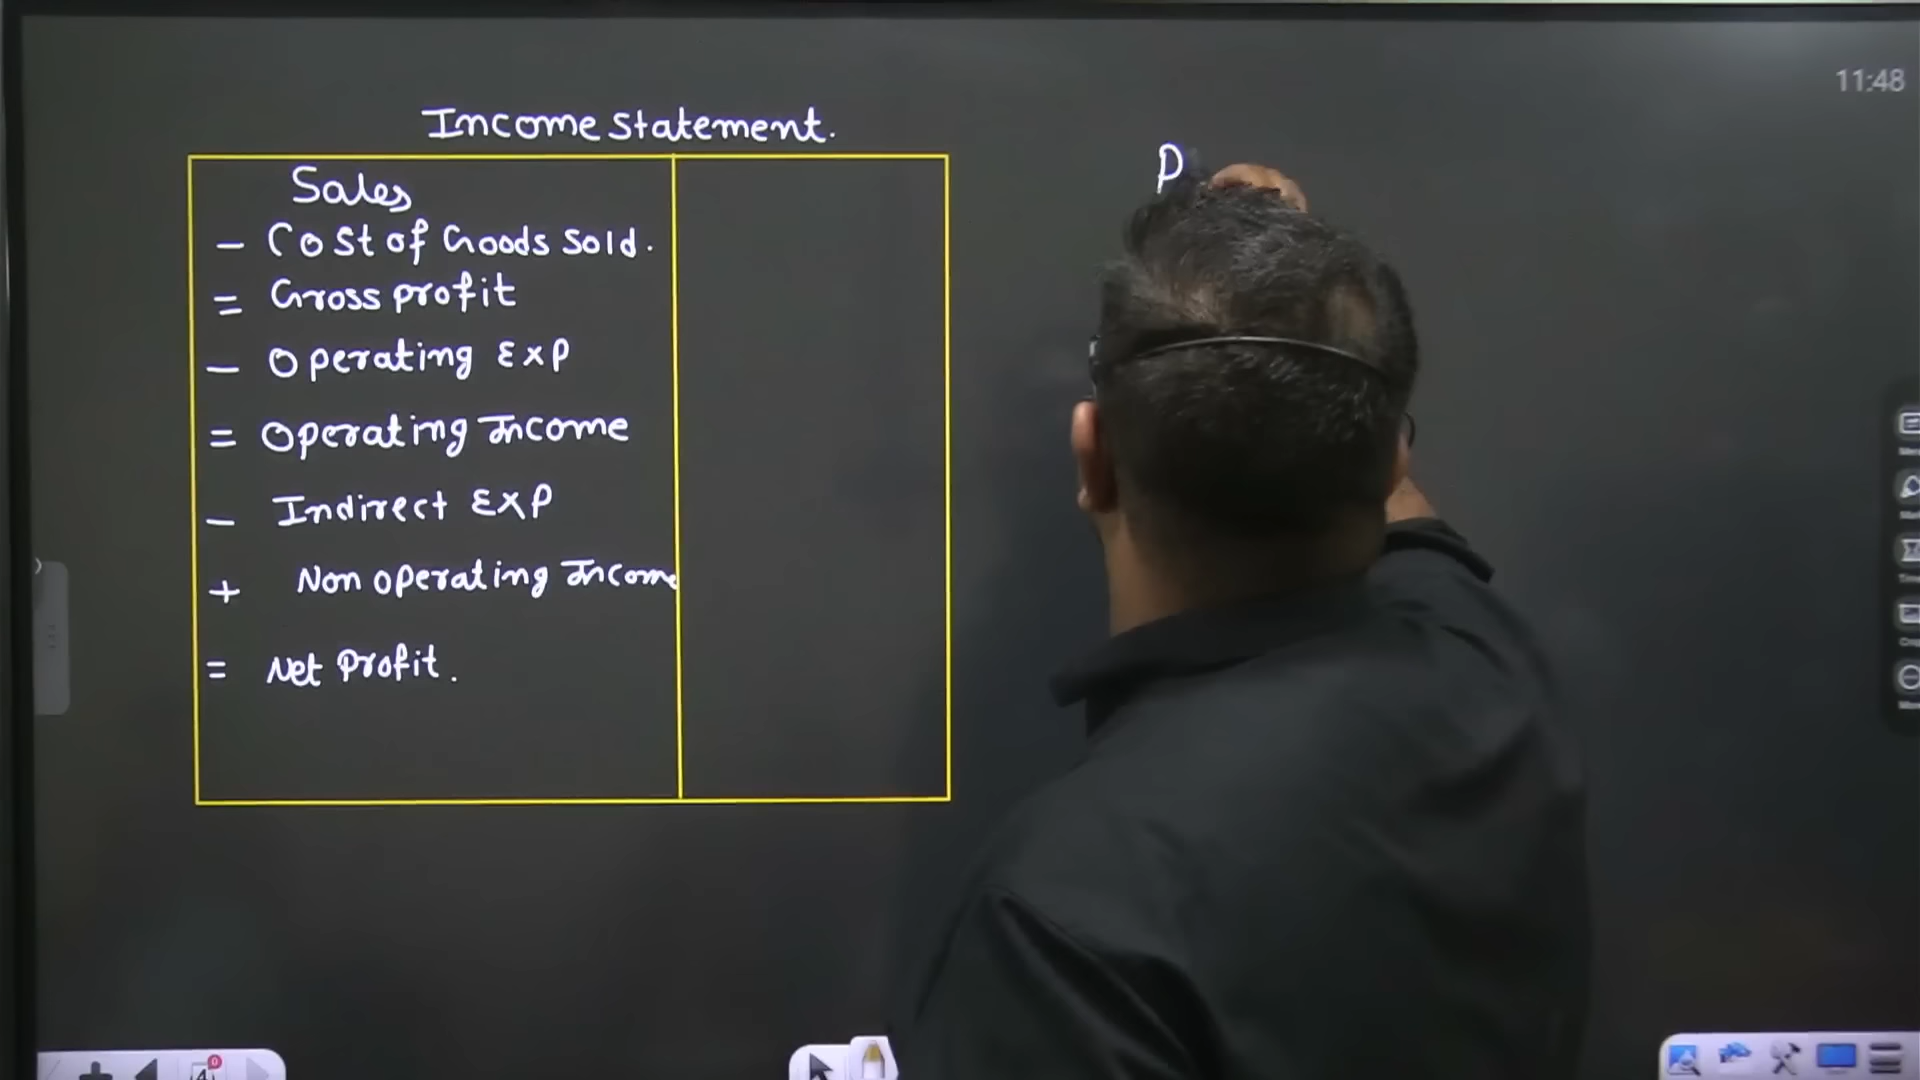 11:48
Income statement.
Sales
- Cost of Goods Sold.
= Gross profit
- Operating Exp
= Operating Income
- Indirect Exp
+ Non operating Income
= Net Profit.
P